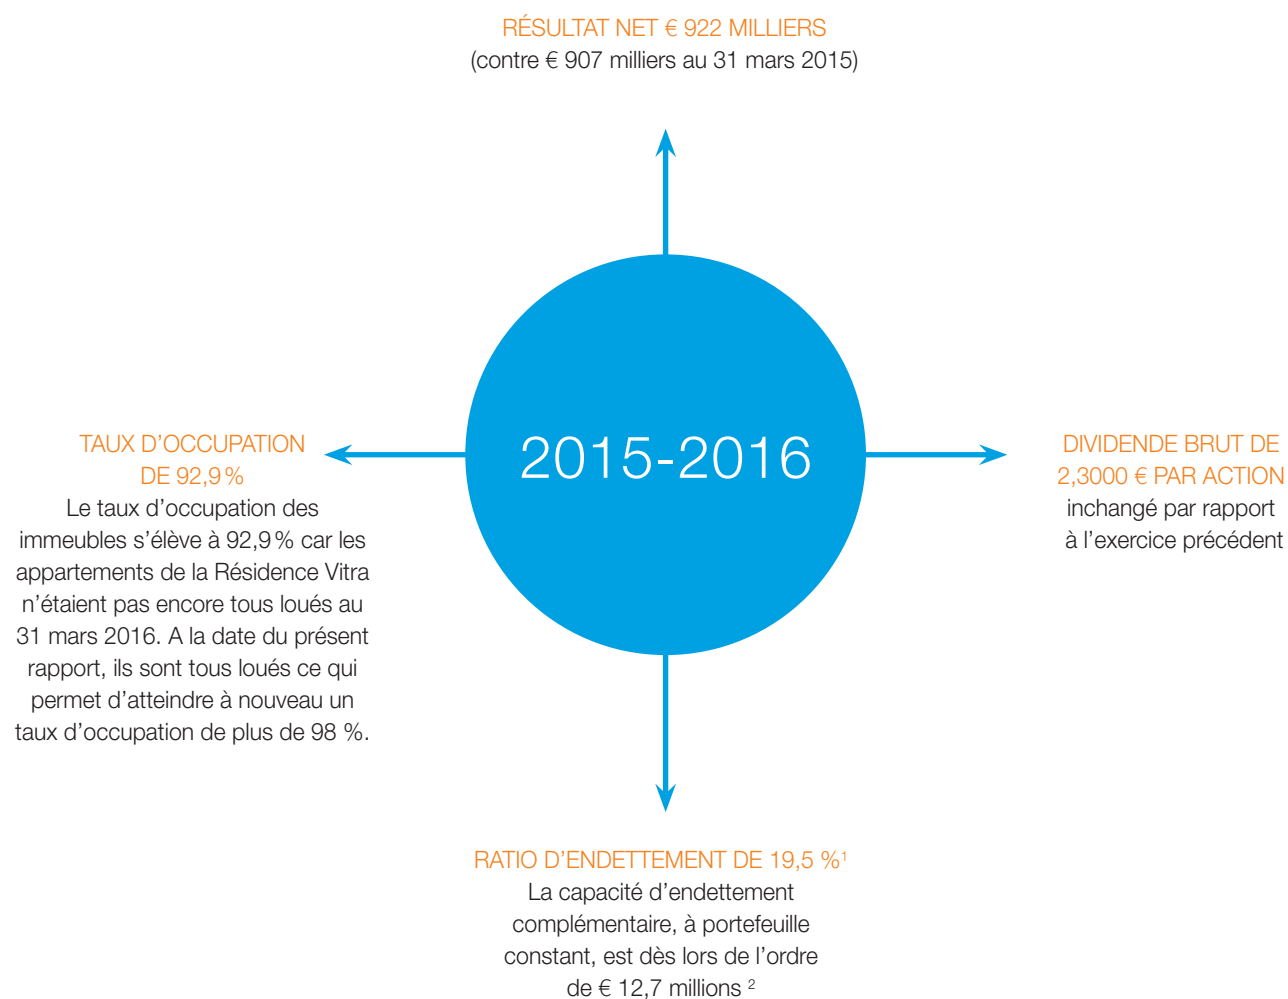 RÉSULTAT NET € 922 MILLIERS
(contre € 907 milliers au 31 mars 2015)
TAUX D’OCCUPATION
DE 92,9 %
Le taux d’occupation des
immeubles s’élève à 92,9 % car les
appartements de la Résidence Vitra
n’étaient pas encore tous loués au
31 mars 2016. A la date du présent
rapport, ils sont tous loués ce qui
permet d’atteindre à nouveau un
taux d’occupation de plus de 98 %.
2015-2016
DIVIDENDE BRUT DE
2,3000 € PAR ACTION
inchangé par rapport
à l’exercice précédent
RATIO D’ENDETTEMENT DE 19,5 %¹
La capacité d’endettement
complémentaire, à portefeuille
constant, est dès lors de l’ordre
de € 12,7 millions ²